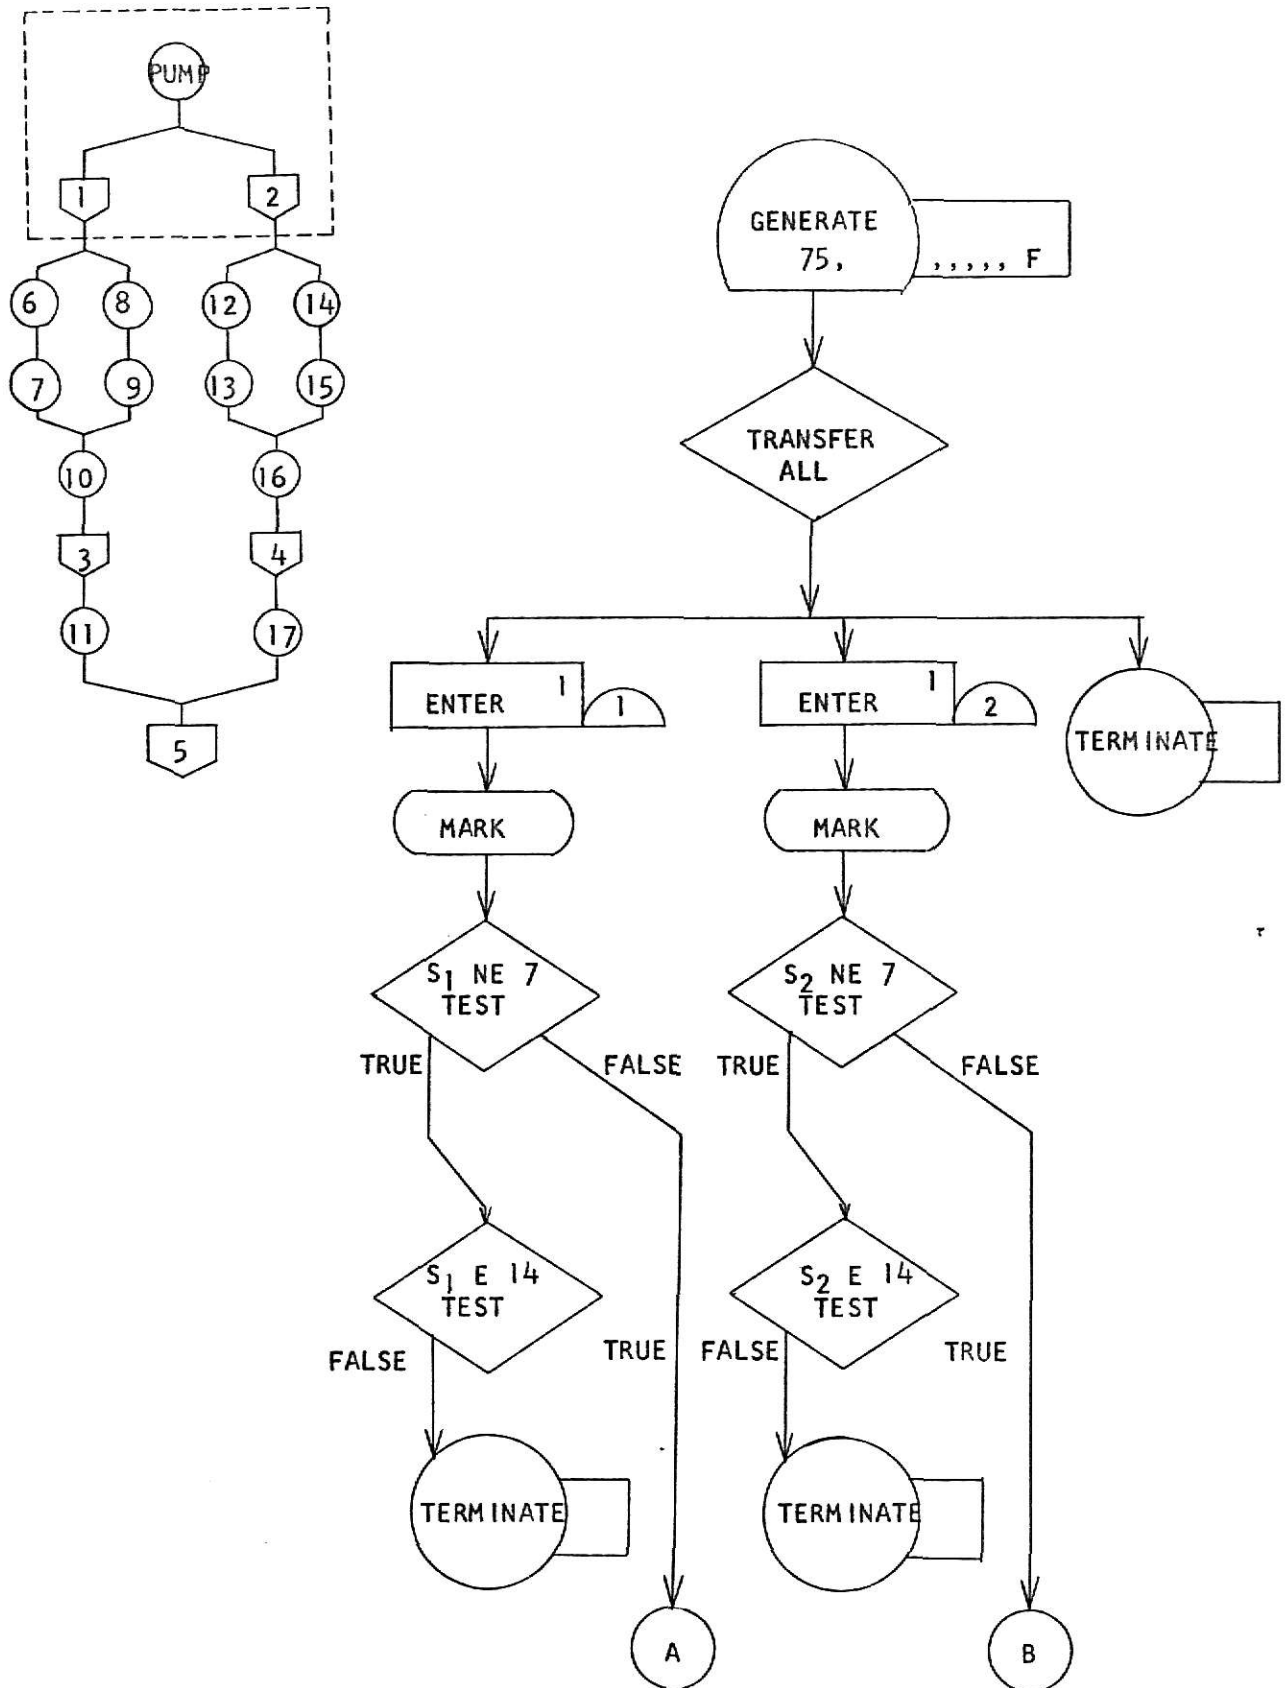 PUMP
1
2
6
8
12
14
7
9
13
15
10
16
3
4
11
17
5
GENERATE
75,
, , , , , F
TRANSFER
ALL
ENTER
1
1
ENTER
1
2
TERMINATE
MARK
MARK
S1 NE 7
TEST
S2 NE 7
TEST
TRUE
FALSE
TRUE
FALSE
S1 E 14
TEST
S2 E 14
TEST
FALSE
TRUE
FALSE
TRUE
TERMINATE
TERMINATE
A
B